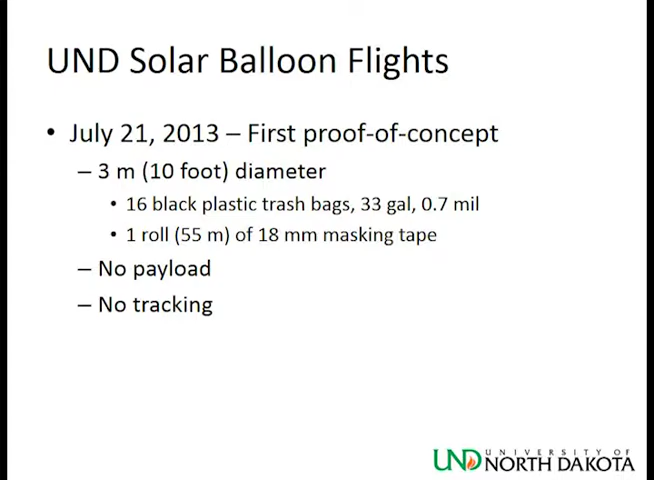 UND Solar Balloon Flights
• July 21, 2013 – First proof-of-concept
– 3 m (10 foot) diameter
• 16 black plastic trash bags, 33 gal, 0.7 mil
• 1 roll (55 m) of 18 mm masking tape
– No payload
– No tracking
UND UNIVERSITY OF
NORTH DAKOTA